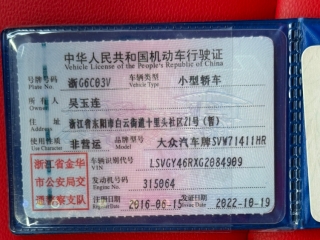 中华人民共和国机动车行驶证
Vehicle License of the People's Republic of China
号牌号码 浙G6C03V 车辆类型 小型轿车
Plate No. Vehicle Type
所有人 吴玉连
Owner
住址 浙江省东阳市白云街道十里头社区21号(暂)
Address
使用性质 非营运 品牌型号 大众汽车牌SVW71411HR
Use Character Model
浙江省金华 车辆识别代号 LSVGY46RXG2084909
VIN
市公安局交 发动机号码 315064
Engine No.
通警察支队 注册日期 2016-08-15 发证日期 2022-10-19
Register Date Issue Date